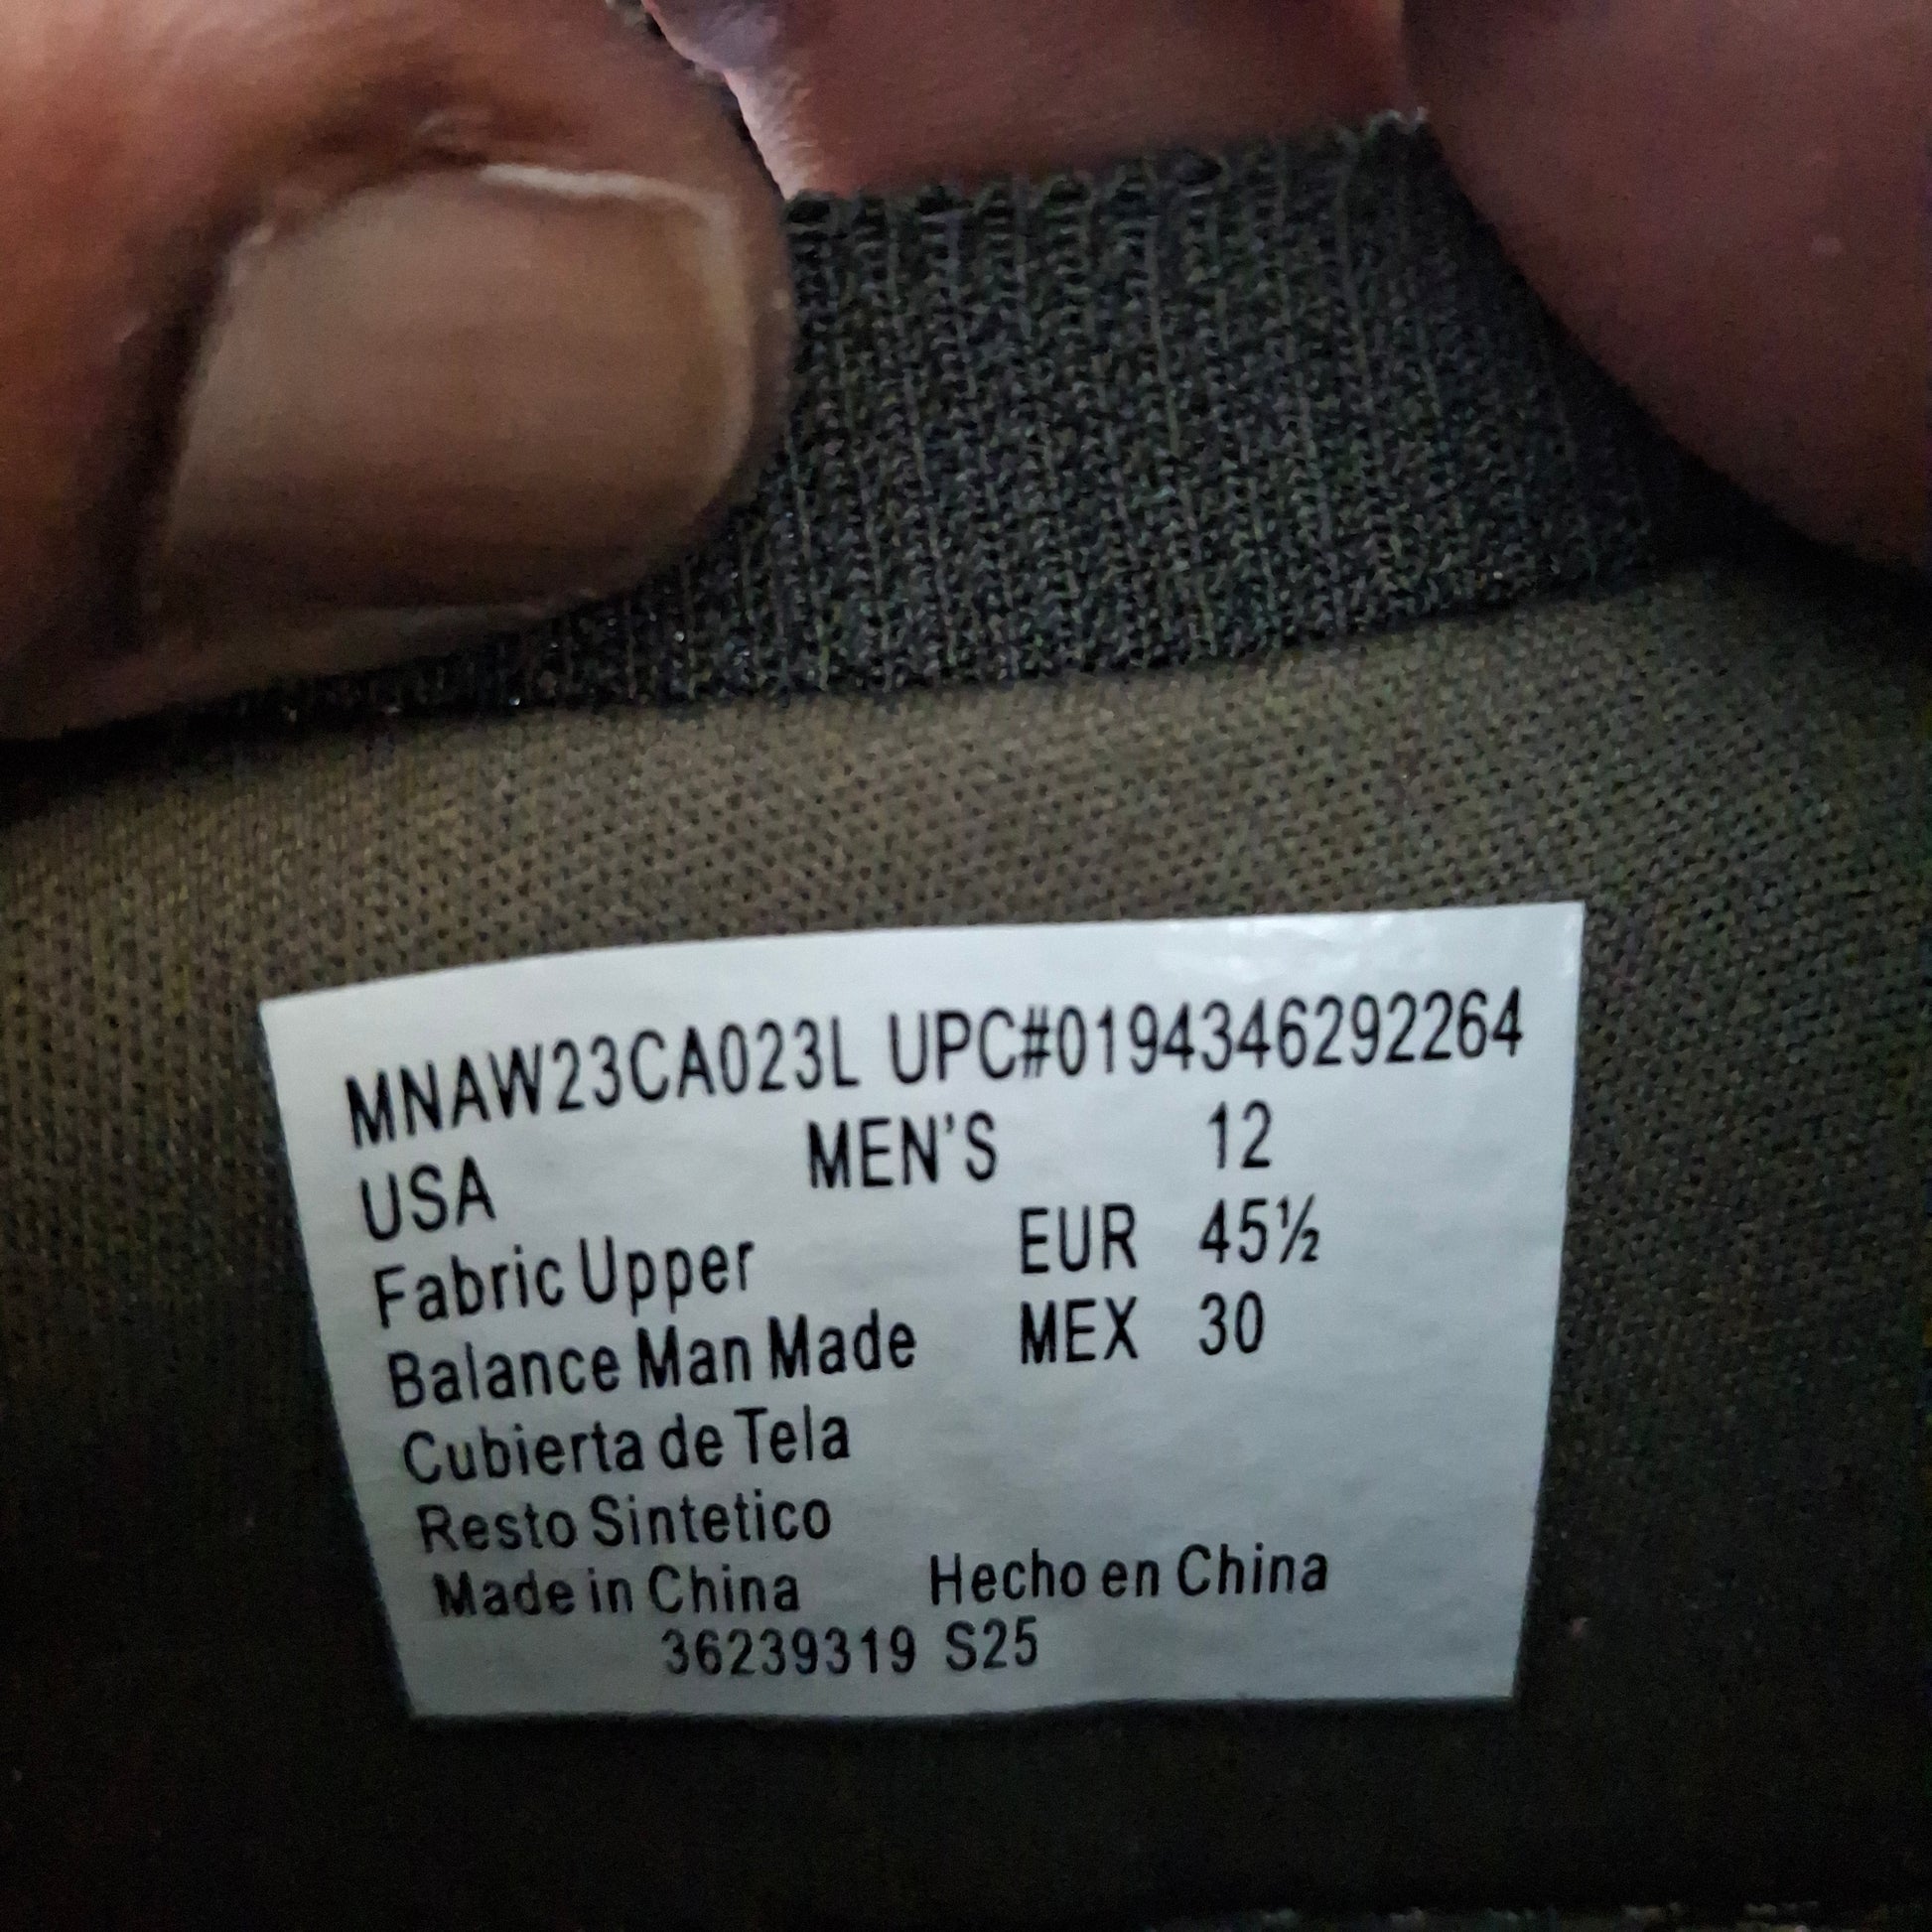 MNAW23CA023L UPC#0194346292264
USA MEN'S 12
Fabric Upper EUR 45½
Balance Man Made MEX 30
Cubierta de Tela
Resto Sintetico
Made in China Hecho en China
36239319 S25